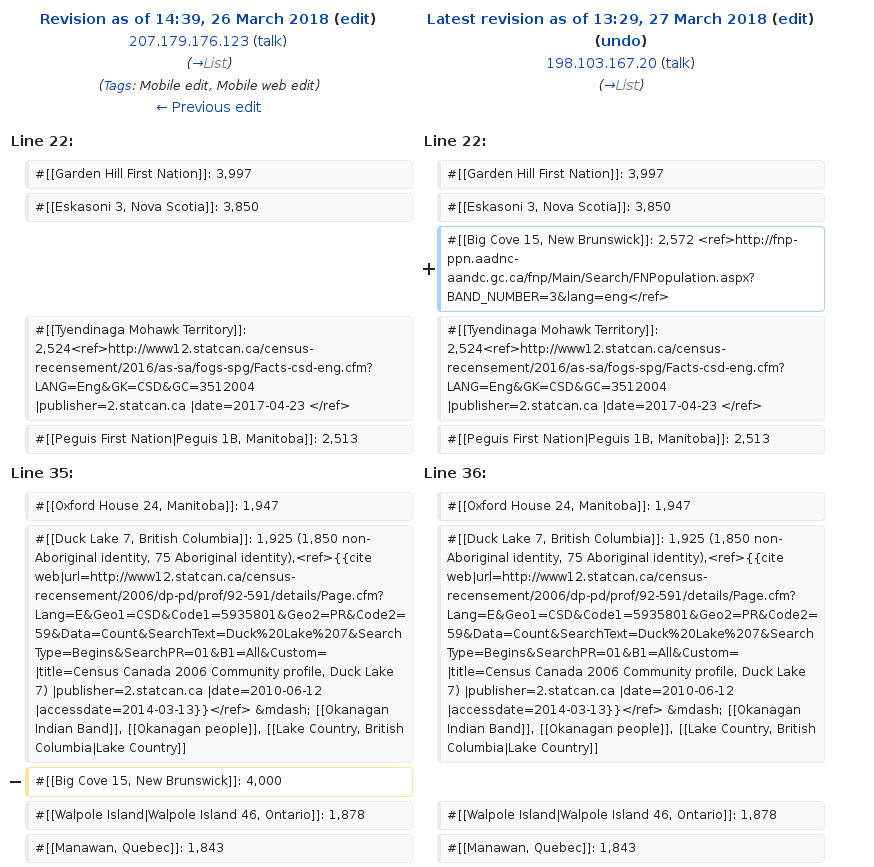 Revision as of 14:39, 26 March 2018 (edit)
207.179.176.123 (talk)
(→List)
(Tags: Mobile edit, Mobile web edit)
← Previous edit
Latest revision as of 13:29, 27 March 2018 (edit)
(undo)
198.103.167.20 (talk)
(→List)
Line 22:
Line 22:
#[[Garden Hill First Nation]]: 3,997
#[[Garden Hill First Nation]]: 3,997
#[[Eskasoni 3, Nova Scotia]]: 3,850
#[[Eskasoni 3, Nova Scotia]]: 3,850
+
#[[Big Cove 15, New Brunswick]]: 2,572 <ref>http://fnp-
ppn.aadnc-
aandc.gc.ca/fnp/Main/Search/FNPopulation.aspx?
BAND_NUMBER=3&lang=eng</ref>
#[[Tyendinaga Mohawk Territory]]:
2,524<ref>http://www12.statcan.ca/census-
recensement/2016/as-sa/fogs-spg/Facts-csd-eng.cfm?
LANG=Eng&GK=CSD&GC=3512004
|publisher=2.statcan.ca |date=2017-04-23 </ref>
#[[Tyendinaga Mohawk Territory]]:
2,524<ref>http://www12.statcan.ca/census-
recensement/2016/as-sa/fogs-spg/Facts-csd-eng.cfm?
LANG=Eng&GK=CSD&GC=3512004
|publisher=2.statcan.ca |date=2017-04-23 </ref>
#[[Peguis First Nation|Peguis 1B, Manitoba]]: 2,513
#[[Peguis First Nation|Peguis 1B, Manitoba]]: 2,513
Line 35:
Line 36:
#[[Oxford House 24, Manitoba]]: 1,947
#[[Oxford House 24, Manitoba]]: 1,947
#[[Duck Lake 7, British Columbia]]: 1,925 (1,850 non-
Aboriginal identity, 75 Aboriginal identity),<ref>{{cite
web|url=http://www12.statcan.ca/census-
recensement/2006/dp-pd/prof/92-591/details/Page.cfm?
Lang=E&Geo1=CSD&Code1=5935801&Geo2=PR&Code2=
59&Data=Count&SearchText=Duck%20Lake%207&Search
Type=Begins&SearchPR=01&B1=All&Custom=
|title=Census Canada 2006 Community profile, Duck Lake
7) |publisher=2.statcan.ca |date=2010-06-12
|accessdate=2014-03-13}}</ref> &mdash; [[Okanagan
Indian Band]], [[Okanagan people]], [[Lake Country, British
Columbia|Lake Country]]
#[[Duck Lake 7, British Columbia]]: 1,925 (1,850 non-
Aboriginal identity, 75 Aboriginal identity),<ref>{{cite
web|url=http://www12.statcan.ca/census-
recensement/2006/dp-pd/prof/92-591/details/Page.cfm?
Lang=E&Geo1=CSD&Code1=5935801&Geo2=PR&Code2=
59&Data=Count&SearchText=Duck%20Lake%207&Search
Type=Begins&SearchPR=01&B1=All&Custom=
|title=Census Canada 2006 Community profile, Duck Lake
7) |publisher=2.statcan.ca |date=2010-06-12
|accessdate=2014-03-13}}</ref> &mdash; [[Okanagan
Indian Band]], [[Okanagan people]], [[Lake Country, British
Columbia|Lake Country]]
− #[[Big Cove 15, New Brunswick]]: 4,000
#[[Walpole Island|Walpole Island 46, Ontario]]: 1,878
#[[Walpole Island|Walpole Island 46, Ontario]]: 1,878
#[[Manawan, Quebec]]: 1,843
#[[Manawan, Quebec]]: 1,843